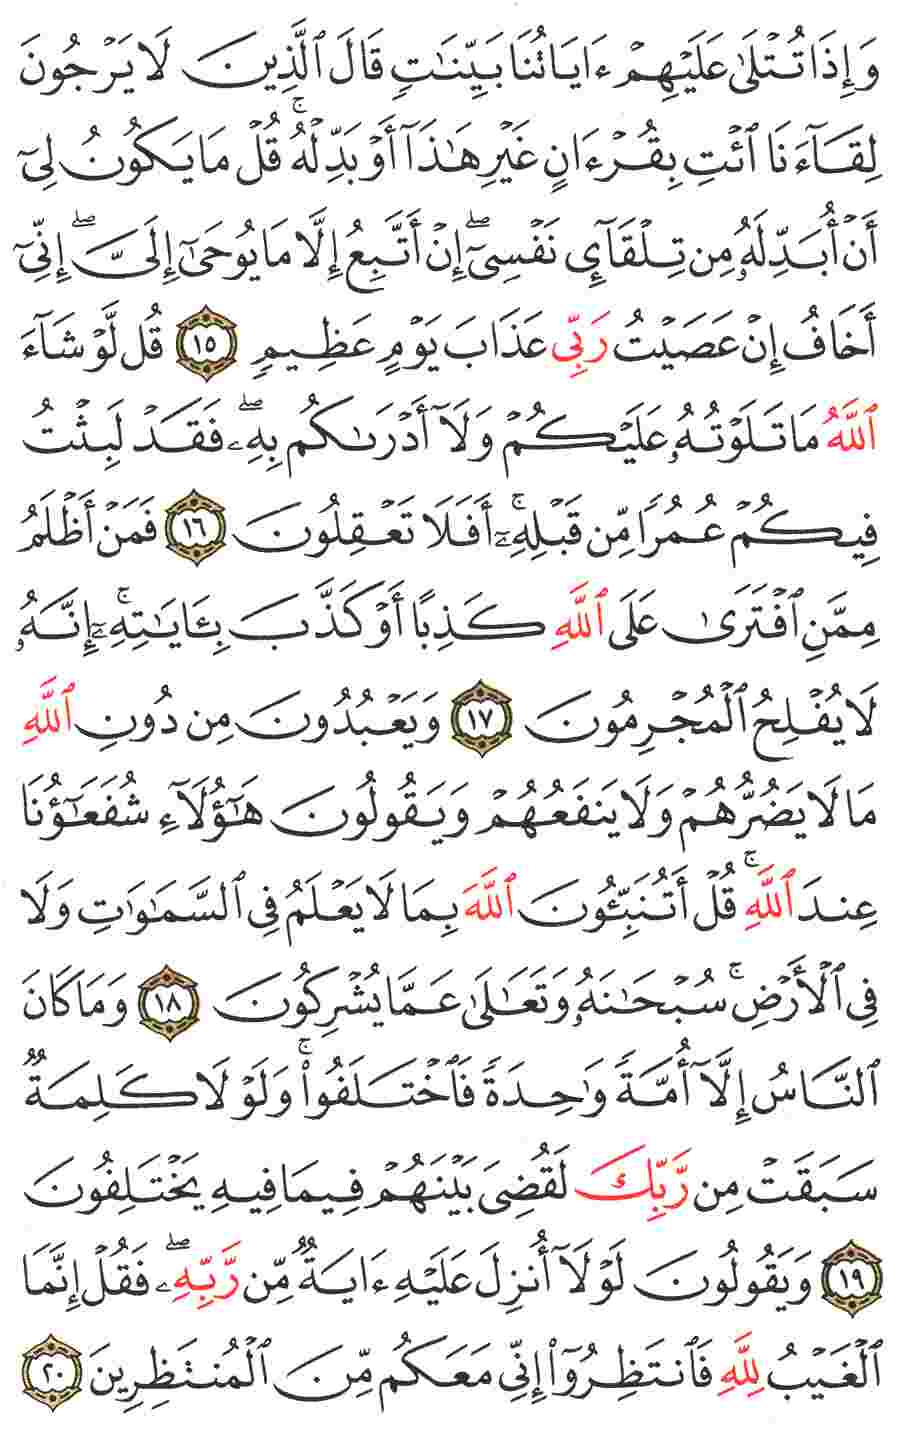 وَإِذَا تُتۡلَىٰ عَلَيۡهِمۡ ءَايَاتُنَا بَيِّنَٰتٖ قَالَ ٱلَّذِينَ لَا يَرۡجُونَ
لِقَآءَنَا ٱئۡتِ بِقُرۡءَانٍ غَيۡرِ هَٰذَآ أَوۡ بَدِّلۡهُۚ قُلۡ مَا يَكُونُ لِيٓ
أَنۡ أُبَدِّلَهُۥ مِن تِلۡقَآيِٕ نَفۡسِيٓۖ إِنۡ أَتَّبِعُ إِلَّا مَا يُوحَىٰٓ إِلَيَّۖ إِنِّيٓ
أَخَافُ إِنۡ عَصَيۡتُ رَبِّي عَذَابَ يَوۡمٍ عَظِيمٖ ١٥ قُل لَّوۡ شَآءَ
ٱللَّهُ مَا تَلَوۡتُهُۥ عَلَيۡكُمۡ وَلَآ أَدۡرَىٰكُم بِهِۦۖ فَقَدۡ لَبِثۡتُ
فِيكُمۡ عُمُرٗا مِّن قَبۡلِهِۦٓۚ أَفَلَا تَعۡقِلُونَ ١٦ فَمَنۡ أَظۡلَمُ
مِمَّنِ ٱفۡتَرَىٰ عَلَى ٱللَّهِ كَذِبًا أَوۡ كَذَّبَ بِـَٔايَٰتِهِۦٓۚ إِنَّهُۥ
لَا يُفۡلِحُ ٱلۡمُجۡرِمُونَ ١٧ وَيَعۡبُدُونَ مِن دُونِ ٱللَّهِ
مَا لَا يَضُرُّهُمۡ وَلَا يَنفَعُهُمۡ وَيَقُولُونَ هَٰٓؤُلَآءِ شُفَعَٰٓؤُنَا
عِندَ ٱللَّهِۚ قُلۡ أَتُنَبِّـُٔونَ ٱللَّهَ بِمَا لَا يَعۡلَمُ فِي ٱلسَّمَٰوَٰتِ وَلَا
فِي ٱلۡأَرۡضِۚ سُبۡحَٰنَهُۥ وَتَعَٰلَىٰ عَمَّا يُشۡرِكُونَ ١٨ وَمَا كَانَ
ٱلنَّاسُ إِلَّآ أُمَّةٗ وَٰحِدَةٗ فَٱخۡتَلَفُواْۚ وَلَوۡلَا كَلِمَةٞ
سَبَقَتۡ مِن رَّبِّكَ لَقُضِيَ بَيۡنَهُمۡ فِيمَا فِيهِ يَخۡتَلِفُونَ
١٩ وَيَقُولُونَ لَوۡلَآ أُنزِلَ عَلَيۡهِ ءَايَةٞ مِّن رَّبِّهِۦۖ فَقُلۡ إِنَّمَا
ٱلۡغَيۡبُ لِلَّهِ فَٱنتَظِرُوٓاْ إِنِّي مَعَكُم مِّنَ ٱلۡمُنتَظِرِينَ ٢٠